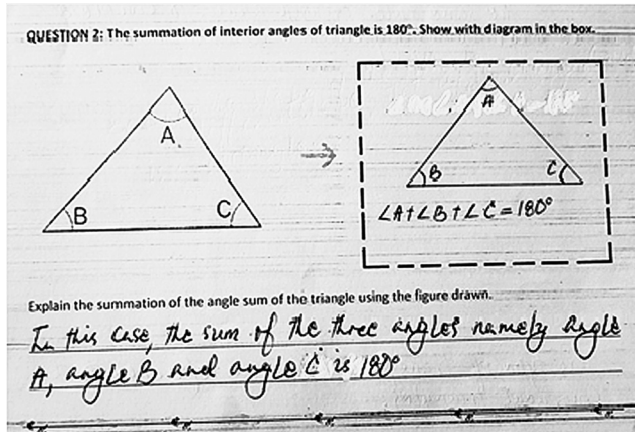 QUESTION 2: The summation of interior angles of triangle is 180°. Show with diagram in the box.
A
B
C
A
B
C
∠A+∠B+∠C=180°
Explain the summation of the angle sum of the triangle using the figure drawn.
In this case, the sum of the three angles namely angle
A, angle B and angle C is 180°